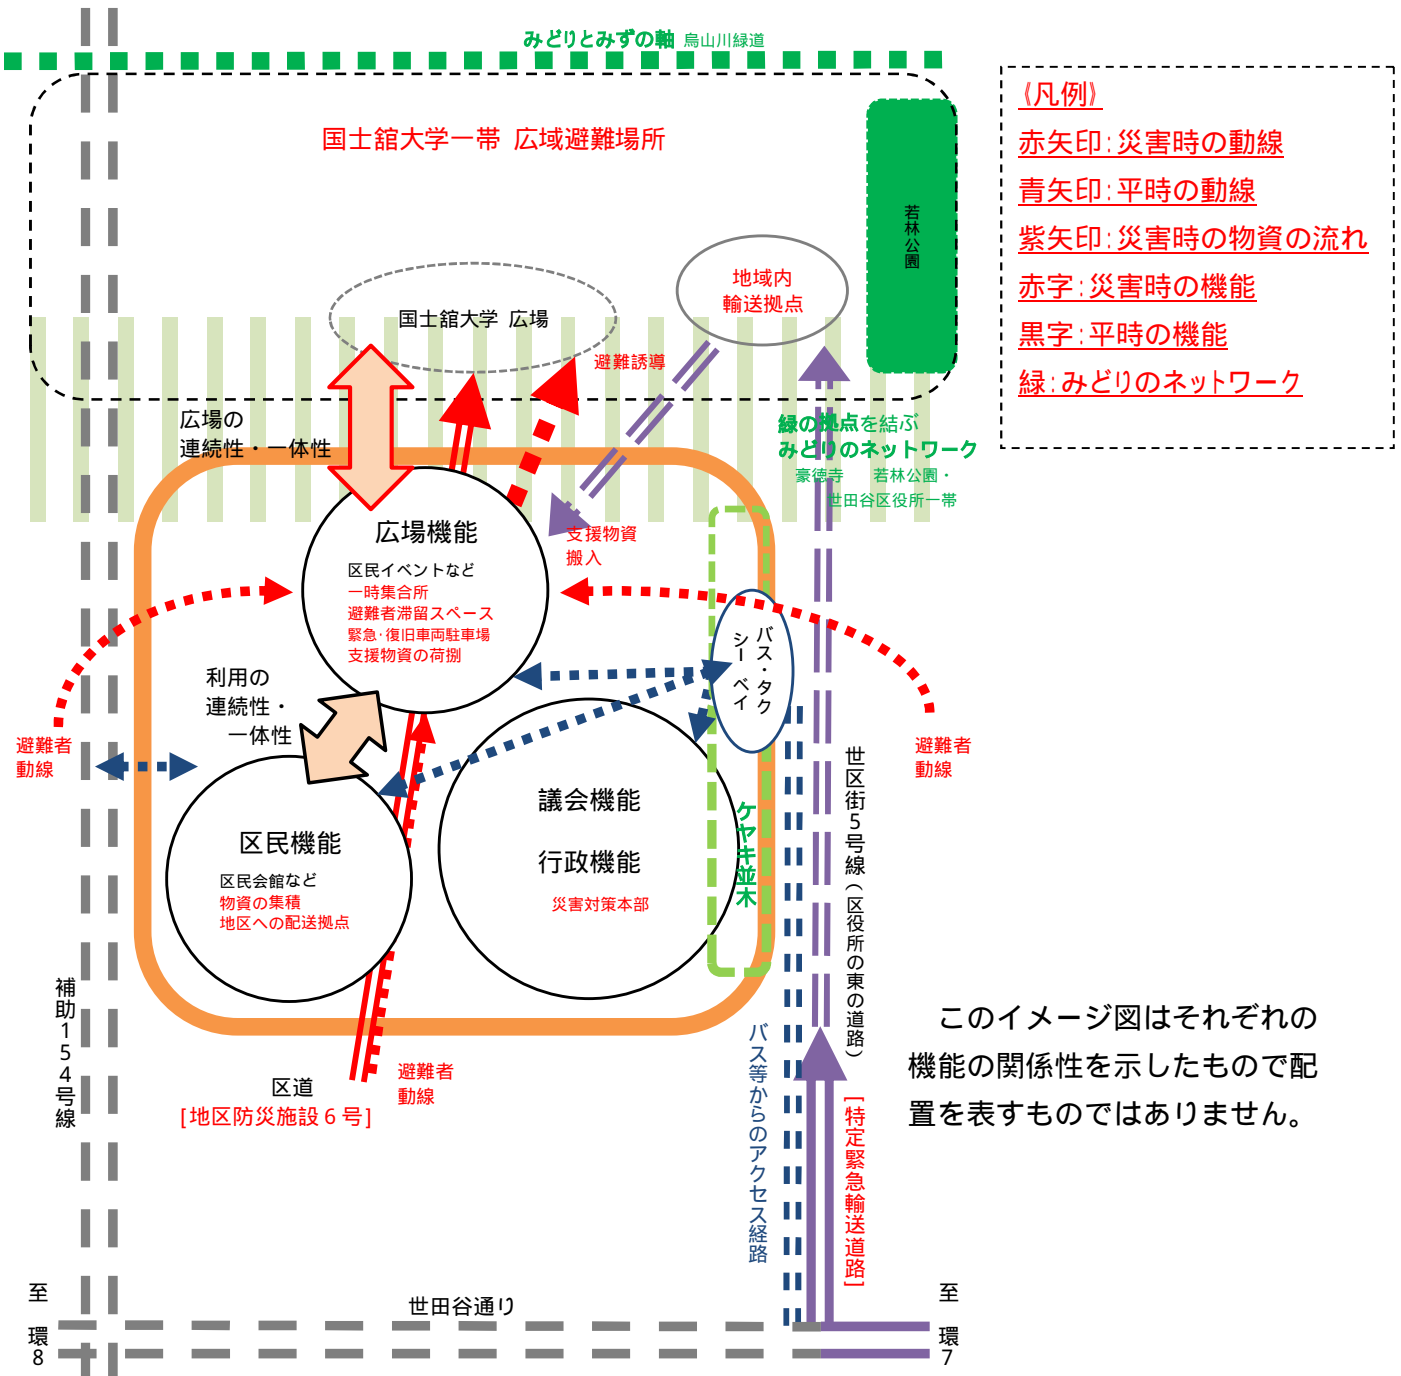 みどりとみずの軸 烏山川緑道
国士舘大学一帯 広域避難場所
若林公園
《凡例》
赤矢印:災害時の動線
青矢印:平時の動線
紫矢印:災害時の物資の流れ
赤字:災害時の機能
黒字:平時の機能
緑:みどりのネットワーク
地域内
輸送拠点
国士舘大学 広場
避難誘導
広場の
連続性・一体性
緑の拠点を結ぶ
みどりのネットワーク
豪徳寺 若林公園・
世田谷区役所一帯
広場機能
区民イベントなど
一時集合所
避難者滞留スペース
緊急・復旧車両駐車場
支援物資の荷捌
支援物資
搬入
バス・タク
シーベイ
利用の
連続性・
一体性
避難者
動線
避難者
動線
区民機能
区民会館など
物資の集積
地区への配送拠点
議会機能
行政機能
災害対策本部
ケヤキ並木
世区街5号線(区役所の東の道路)
補助154号線
区道
[地区防災施設6号]
避難者
動線
バス等からのアクセス経路
[特定緊急輸送道路]
このイメージ図はそれぞれの
機能の関係性を示したもので配
置を表すものではありません。
世田谷通り
至 環8
至 環7